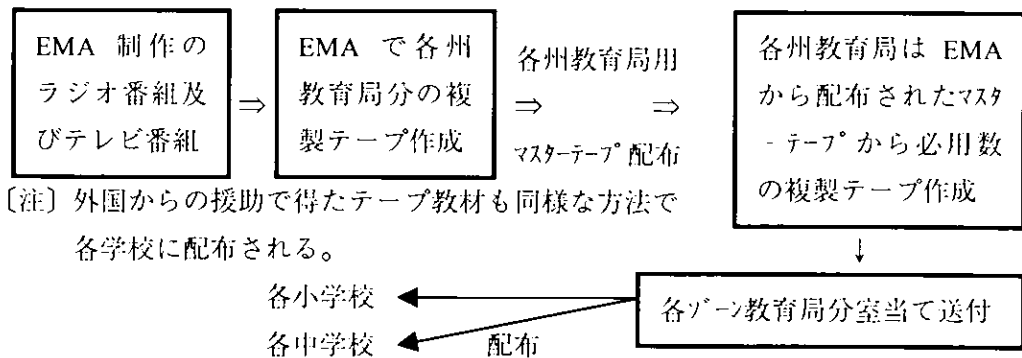 EMA 制作の
ラジオ番組及
びテレビ番組
⇒
EMA で各州
教育局分の複
製テープ作成
各州教育局用
⇒ ⇒
マスターテープ配布
各州教育局は EMA
から配布されたマスタ
-テープから必用数
の複製テープ作成
〔注〕外国からの援助で得たテープ教材も同様な方法で
各学校に配布される。
↓
各ゾーン教育局分室当て送付
各小学校
各中学校 配布